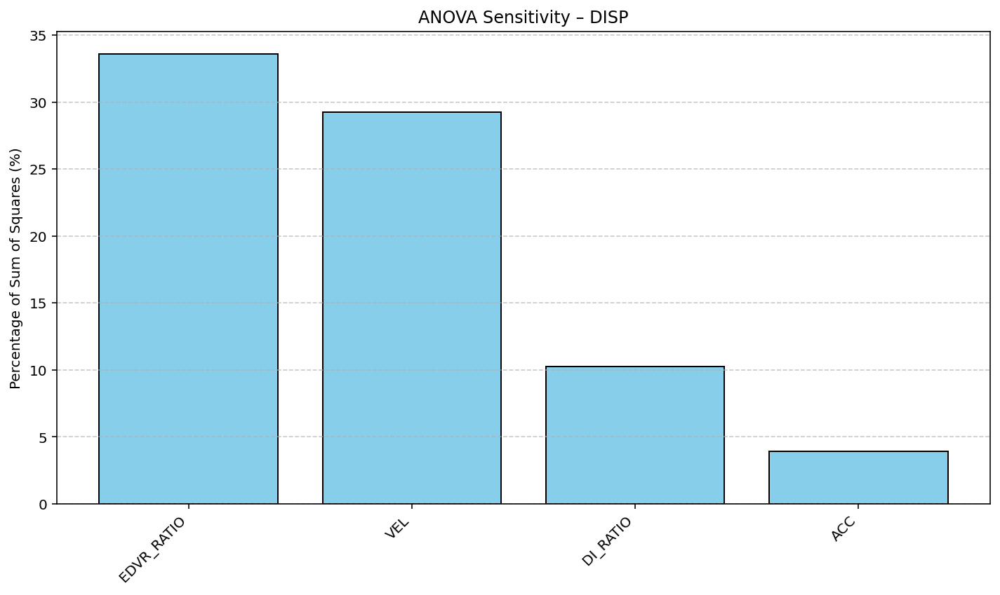 ANOVA Sensitivity – DISP
Percentage of Sum of Squares (%)
35
30
25
20
15
10
5
0
EDVR_RATIO
VEL
DI_RATIO
ACC